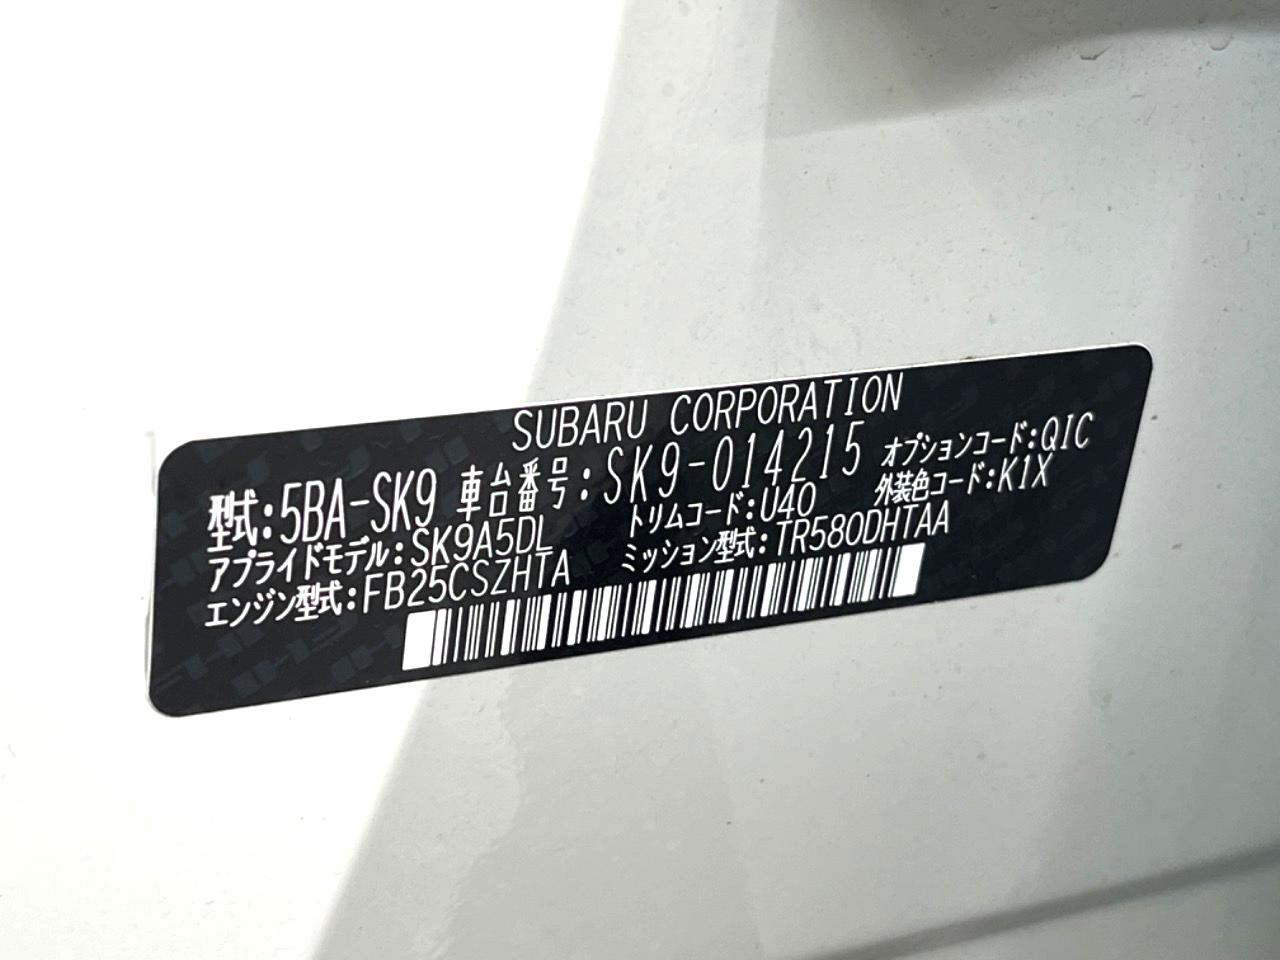 SUBARU CORPORATION
型式:5BA-SK9 車台番号:SK9-014215 オプションコード:QIC
アプライドモデル:SK9A5DL トリムコード:U40 外装色コード:K1X
エンジン型式:FB25CSZHTA ミッション型式:TR580DHTAA